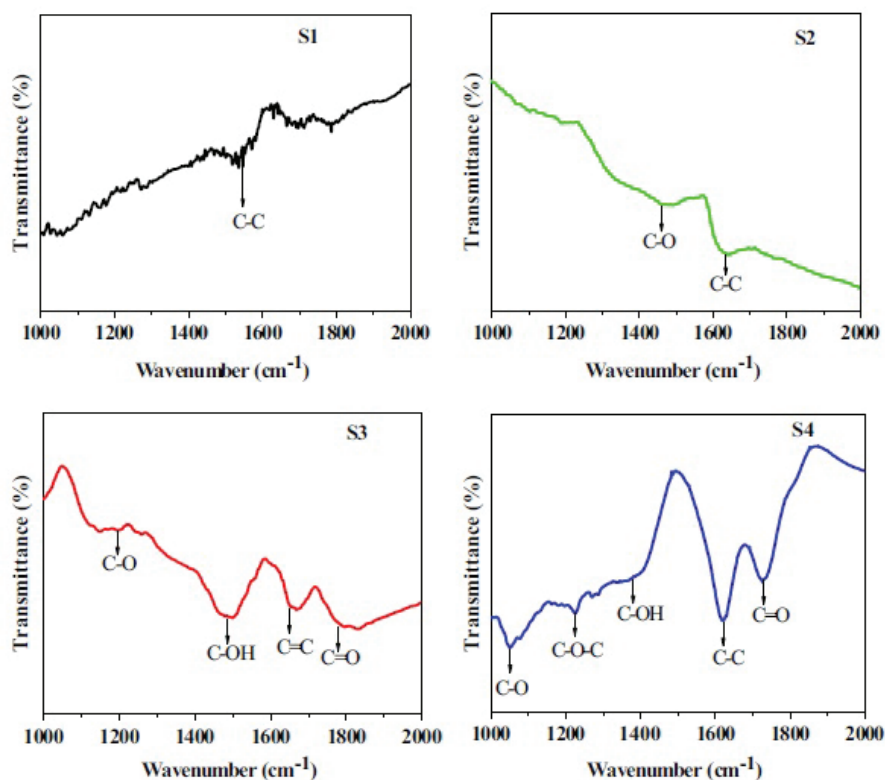 S1
Transmittance (%)
C-C
1000 1200 1400 1600 1800 2000
Wavenumber (cm-1)
S2
Transmittance (%)
C-O
C-C
1000 1200 1400 1600 1800 2000
Wavenumber (cm-1)
S3
Transmittance (%)
C-O
C-OH
C=C
C=O
1000 1200 1400 1600 1800 2000
Wavenumber (cm-1)
S4
Transmittance (%)
C-O
C-O-C
C-OH
C-C
C=O
1000 1200 1400 1600 1800 2000
Wavenumber (cm-1)